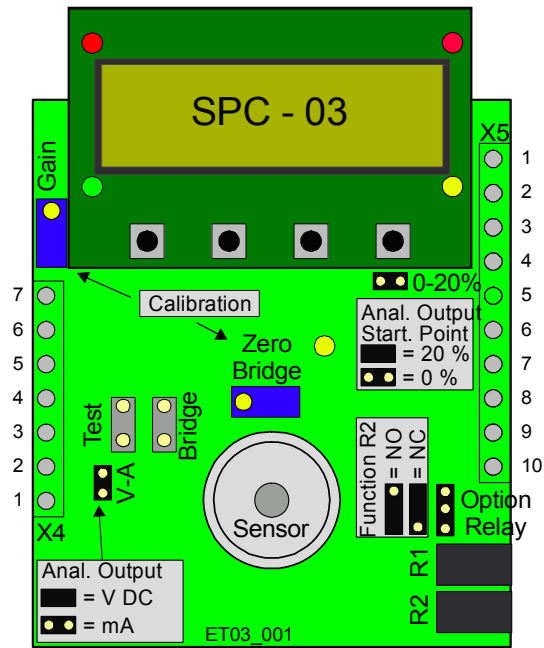 SPC - 03
X5
Gain
1
2
3
4
5
6
7
8
9
10
0-20%
Calibration
Anal. Output
Start. Point
= 20 %
= 0 %
7
6
5
4
3
2
1
X4
Zero
Bridge
Test
Bridge
V-A
Sensor
Function R2
= NO
= NC
Option
Relay
R1
R2
Anal. Output
= V DC
= mA
ET03_001